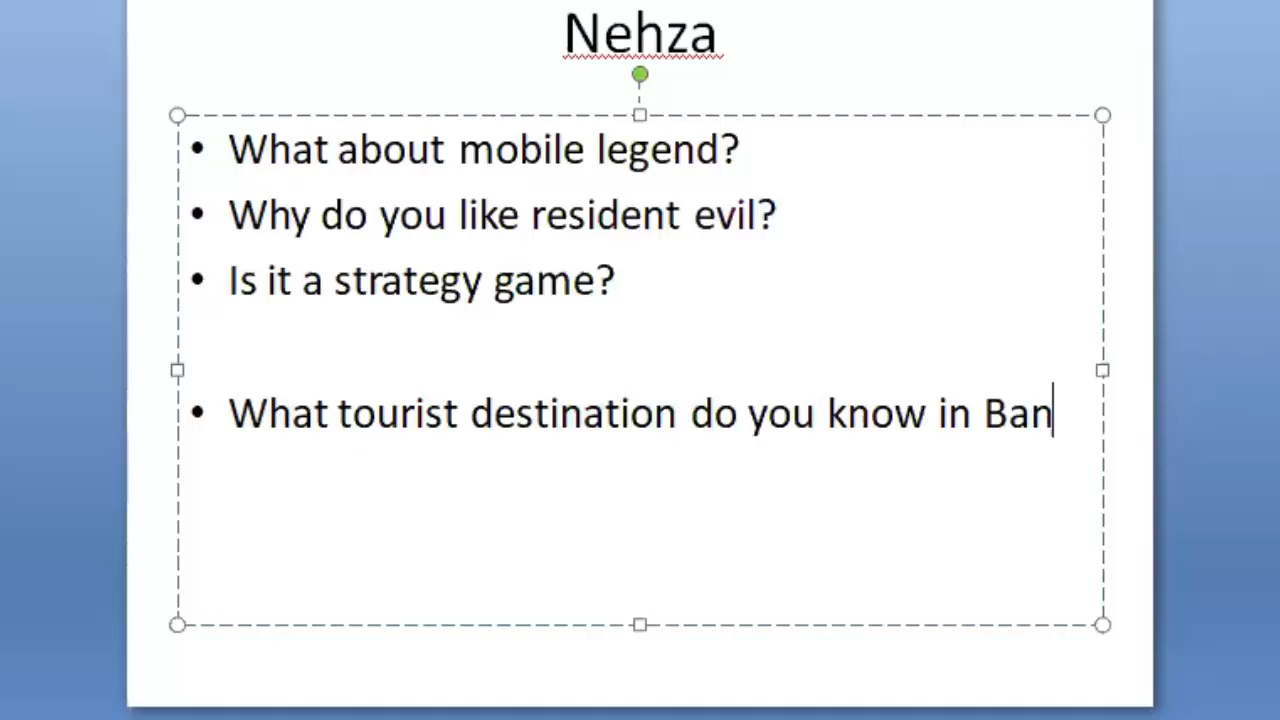 Nehza
• What about mobile legend?
• Why do you like resident evil?
• Is it a strategy game?
• What tourist destination do you know in Ban